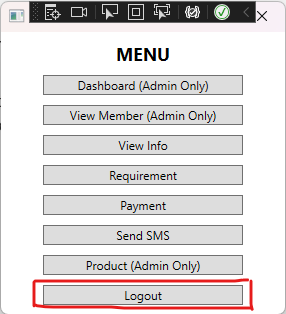 MENU
Dashboard (Admin Only)
View Member (Admin Only)
View Info
Requirement
Payment
Send SMS
Product (Admin Only)
Logout